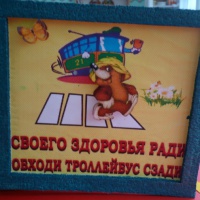 21
СВОЕГО ЗДОРОВЬЯ РАДИ
ОБХОДИ ТРОЛЛЕЙБУС СЗАДИ